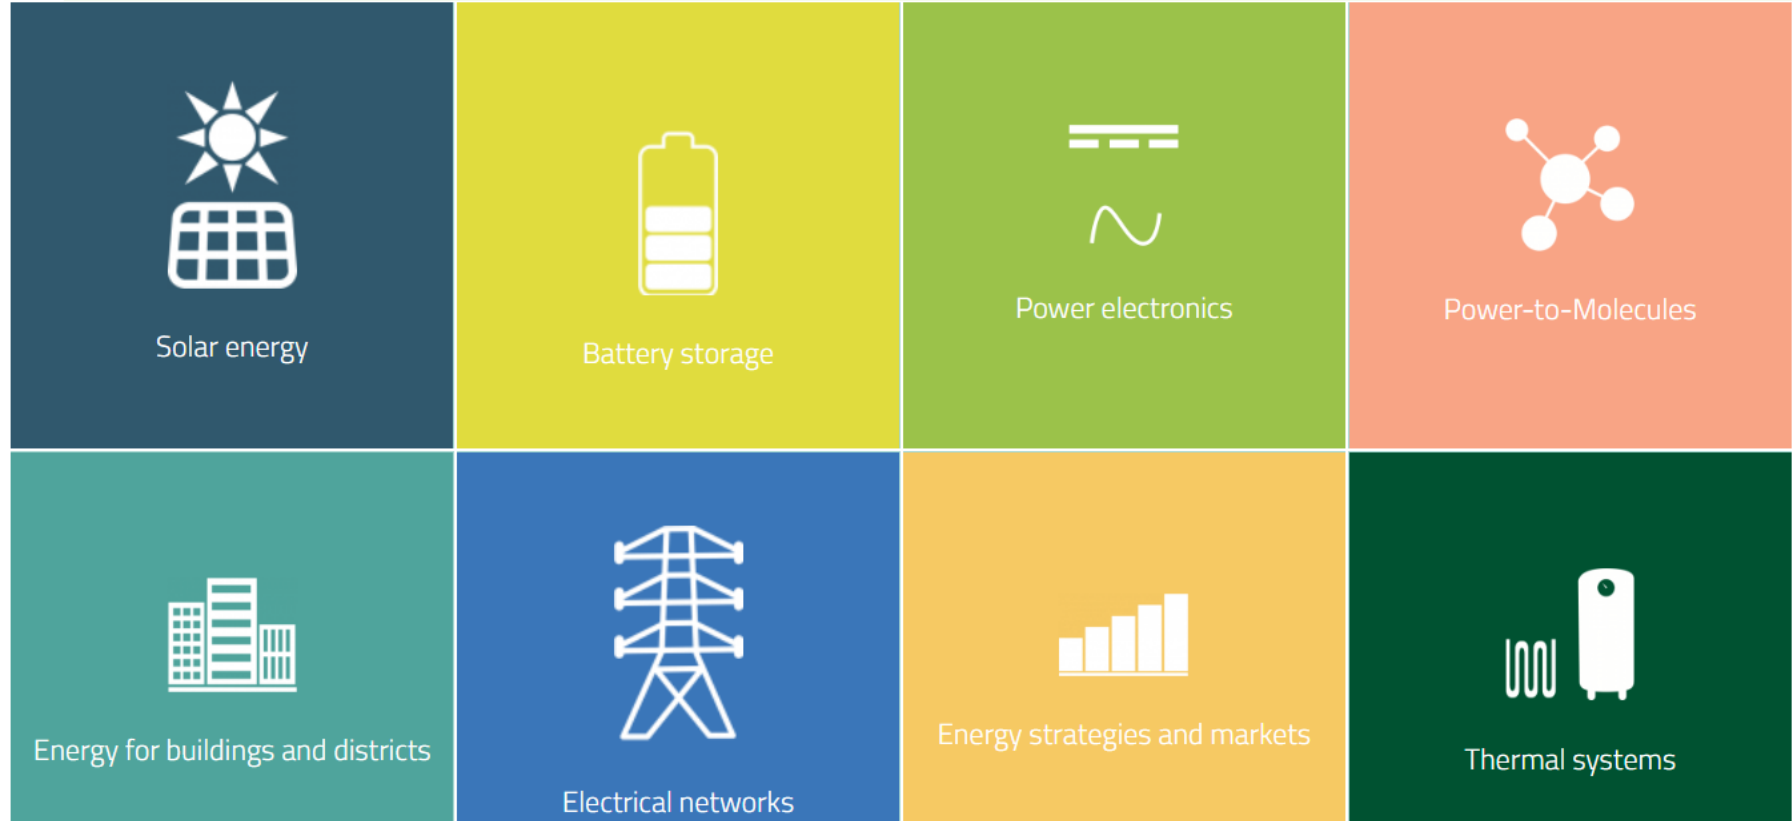 Solar energy
Battery storage
Power electronics
Power-to-Molecules
Energy for buildings and districts
Electrical networks
Energy strategies and markets
Thermal systems